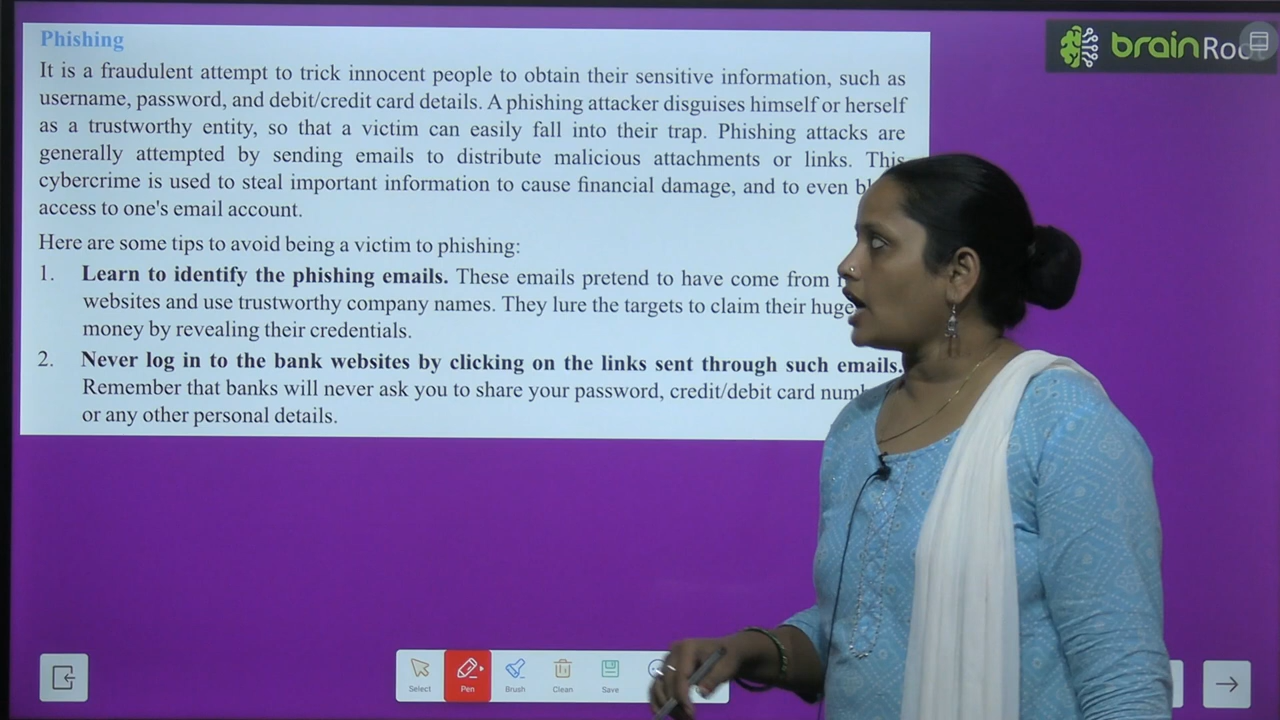 Phishing
brainRoo
It is a fraudulent attempt to trick innocent people to obtain their sensitive information, such as
username, password, and debit/credit card details. A phishing attacker disguises himself or herself
as a trustworthy entity, so that a victim can easily fall into their trap. Phishing attacks are
generally attempted by sending emails to distribute malicious attachments or links. This
cybercrime is used to steal important information to cause financial damage, and to even
access to one's email account.
Here are some tips to avoid being a victim to phishing:
1. Learn to identify the phishing emails. These emails pretend to have come from
websites and use trustworthy company names. They lure the targets to claim their huge
money by revealing their credentials.
2. Never log in to the bank websites by clicking on the links sent through such emails.
Remember that banks will never ask you to share your password, credit/debit card
or any other personal details.
Select Pen Brush Clean Save